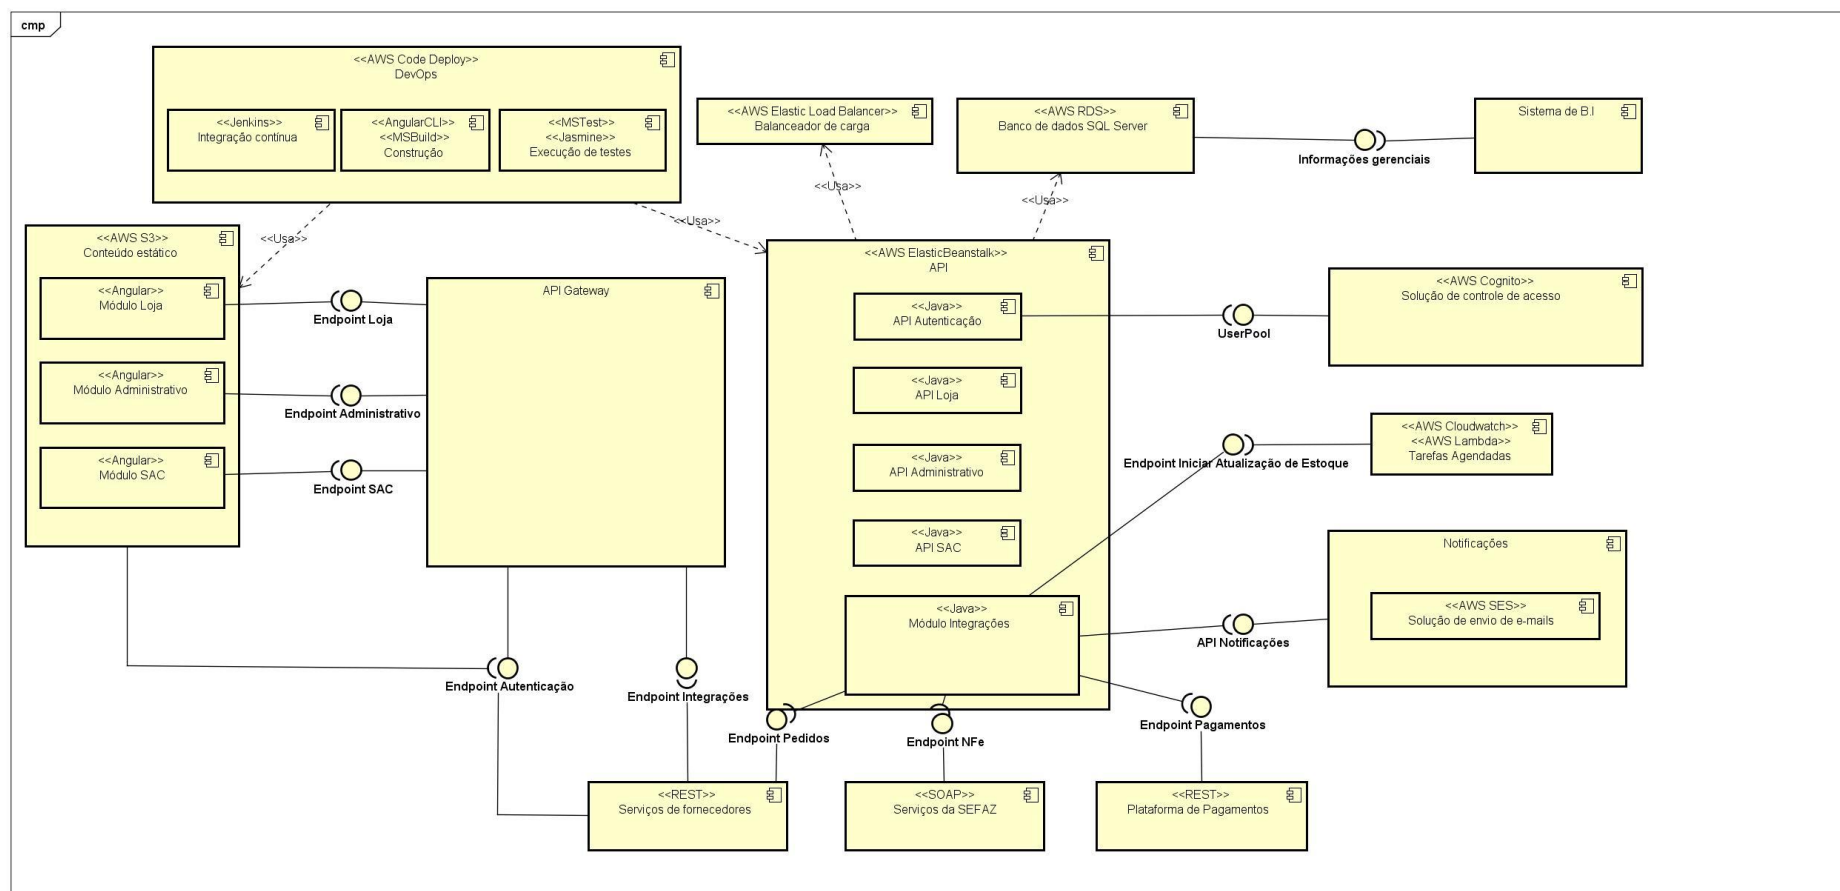 cmp
<<AWS Code Deploy>>
DevOps
<<Jenkins>>
Integração contínua
<<AngularCLI>>
<<MSBuild>>
Construção
<<MSTest>>
<<Jasmine>>
Execução de testes
<<AWS Elastic Load Balancer>>
Balanceador de carga
<<AWS RDS>>
Banco de dados SQL Server
Informações gerenciais
Sistema de B.I
<<Usa>>
<<Usa>>
<<Usa>>
<<Usa>>
<<AWS S3>>
Conteúdo estático
<<Angular>>
Módulo Loja
<<Angular>>
Módulo Administrativo
<<Angular>>
Módulo SAC
Endpoint Loja
Endpoint Administrativo
Endpoint SAC
API Gateway
<<AWS ElasticBeanstalk>>
API
<<Java>>
API Autenticação
<<Java>>
API Loja
<<Java>>
API Administrativo
<<Java>>
API SAC
<<Java>>
Módulo Integrações
UserPool
<<AWS Cognito>>
Solução de controle de acesso
Endpoint Iniciar Atualização de Estoque
<<AWS Cloudwatch>>
<<AWS Lambda>>
Tarefas Agendadas
Notificações
<<AWS SES>>
Solução de envio de e-mails
API Notificações
Endpoint Autenticação
Endpoint Integrações
Endpoint Pedidos
Endpoint NFe
Endpoint Pagamentos
<<REST>>
Serviços de fornecedores
<<SOAP>>
Serviços da SEFAZ
<<REST>>
Plataforma de Pagamentos